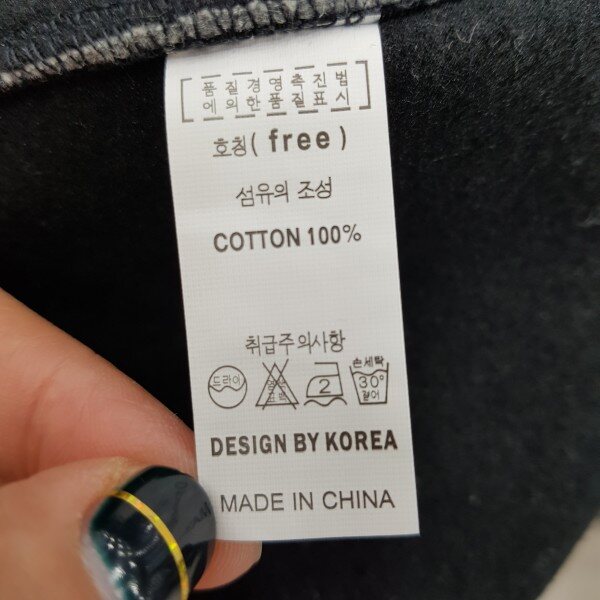 품질경영촉진법
에의한품질표시
호칭( free )
섬유의 조성
COTTON 100%
취급주의사항
손세탁
드라이
염소
표백
2
30°
DESIGN BY KOREA
MADE IN CHINA